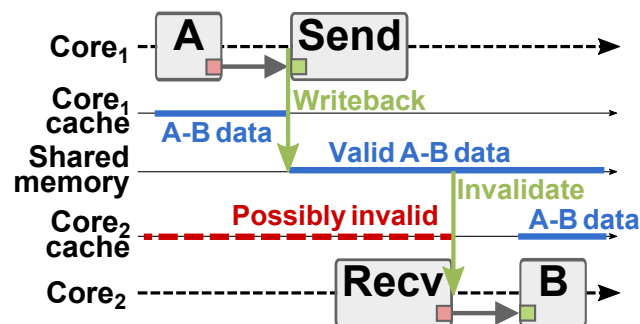 Core₁
A
Send
Core₁
cache
Writeback
A-B data
Shared
memory
Valid A-B data
Invalidate
Core₂
cache
Possibly invalid
A-B data
Core₂
Recv
B